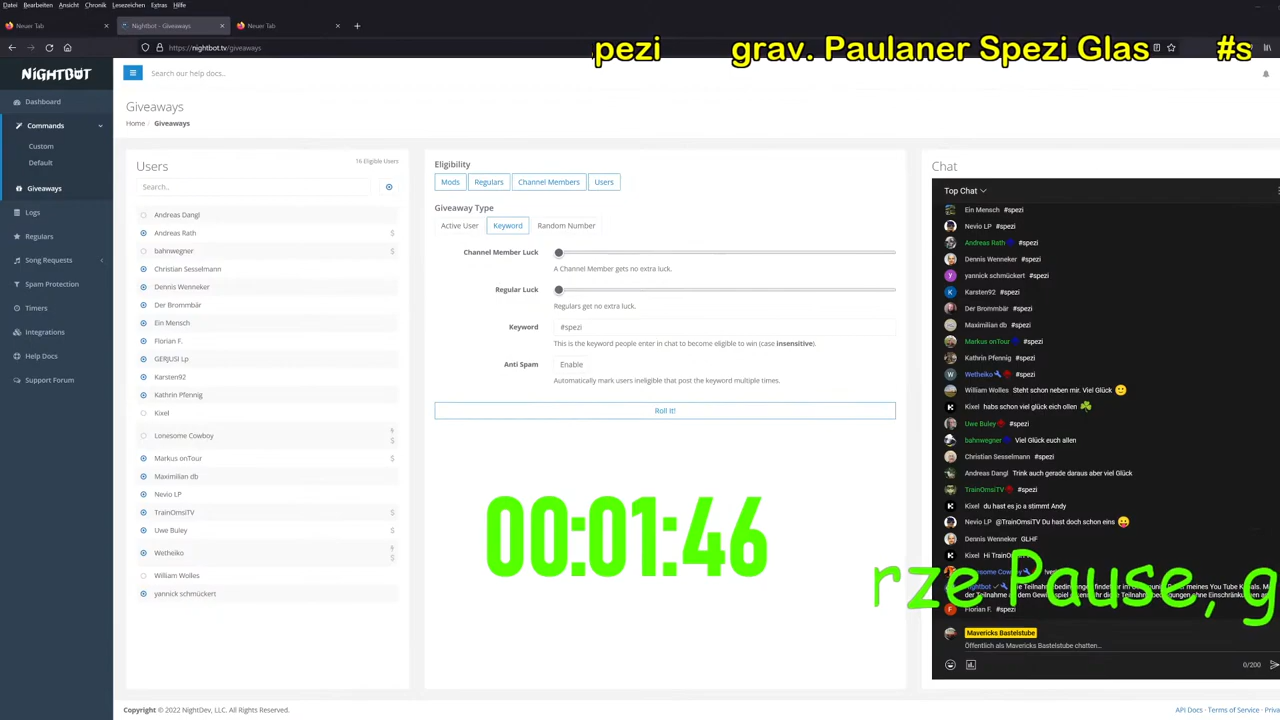 Datei Bearbeiten Ansicht Chronik Lesezeichen Extras Hilfe
Neuer Tab
Nightbot - Giveaways
Neuer Tab
https://nightbot.tv/giveaways
pezi grav. Paulaner Spezi Glas #s
NIGHTBOT
Search our help docs..
Dashboard
Commands
Custom
Default
Giveaways
Logs
Regulars
Song Requests
Spam Protection
Timers
Integrations
Help Docs
Support Forum
Giveaways
Home / Giveaways
Users
16 Eligible Users
Search..
Andreas Dangl
Andreas Rath $
bahnwegner $
Christian Sesselmann
Dennis Wenneker
Der Brommbär
Ein Mensch
Florian F.
GERJUSI Lp
Karsten92
Kathrin Pfennig
Kixel
Lonesome Cowboy $
Markus onTour $
Maximilian db
Nevio LP
TrainOmsiTV $
Uwe Buley $
Wetheiko $
William Wolles
yannick schmückert
Eligibility
Mods Regulars Channel Members Users
Giveaway Type
Active User Keyword Random Number
Channel Member Luck
A Channel Member gets no extra luck.
Regular Luck
Regulars get no extra luck.
Keyword #spezi
This is the keyword people enter in chat to become eligible to win (case insensitive).
Anti Spam Enable
Automatically mark users ineligible that post the keyword multiple times.
Roll It!
00:01:46
Chat
Top Chat
Ein Mensch #spezi
Nevio LP #spezi
Andreas Rath #spezi
Dennis Wenneker #spezi
yannick schmückert #spezi
Karsten92 #spezi
Der Brommbär #spezi
Maximilian db #spezi
Markus onTour #spezi
Kathrin Pfennig #spezi
Wetheiko #spezi
William Wolles Steht schon neben mir. Viel Glück
Kixel habs schon viel glück eich ollen
Uwe Buley #spezi
bahnwegner Viel Glück euch allen
Christian Sesselmann #spezi
Andreas Dangl Trink auch gerade daraus aber viel Glück
TrainOmsiTV #spezi
Kixel du hast es jo a stimmt Andy
Nevio LP @TrainOmsiTV Du hast doch schon eins
Dennis Wenneker GLHF
Kixel Hi TrainOm
rze Pause, g
Florian F. #spezi
Mavericks Bastelstube
Öffentlich als Mavericks Bastelstube chatten...
0/200
Copyright © 2022 NightDev, LLC. All Rights Reserved.
API Docs - Terms of Service - Priva